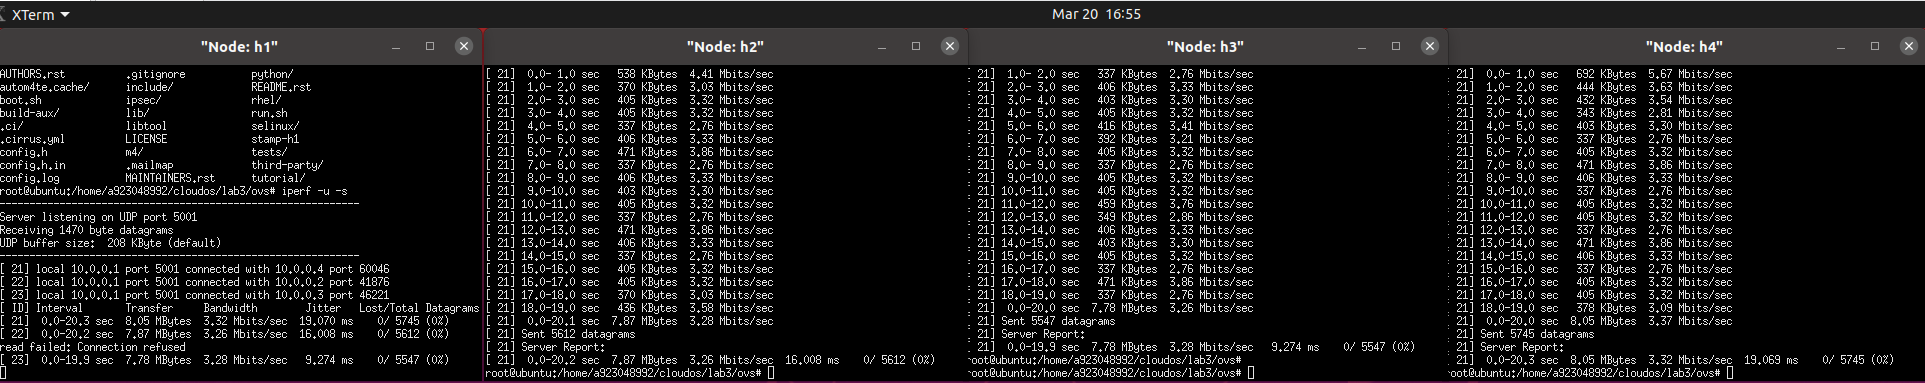 XTerm
Mar 20 16:55
"Node: h1"
AUTHORS.rst .gitignore python/
autom4te.cache/ include/ README.rst
boot.sh ipsec/ rhel/
build-aux/ lib/ run.sh
.ci/ libtool selinux/
.cirrus.yml LICENSE stamp-h1
config.h m4/ tests/
config.h.in .mailmap third-party/
config.log MAINTAINERS.rst tutorial/
root@ubuntu:/home/a923048992/cloudos/lab3/ovs# iperf -u -s
------------------------------------------------------------
Server listening on UDP port 5001
Receiving 1470 byte datagrams
UDP buffer size: 208 KByte (default)
------------------------------------------------------------
[ 21] local 10.0.0.1 port 5001 connected with 10.0.0.4 port 60046
[ 22] local 10.0.0.1 port 5001 connected with 10.0.0.2 port 41876
[ 23] local 10.0.0.1 port 5001 connected with 10.0.0.3 port 46221
[ ID] Interval Transfer Bandwidth Jitter Lost/Total Datagrams
[ 21] 0.0-20.3 sec 8.05 MBytes 3.32 Mbits/sec 19.070 ms 0/ 5745 (0%)
[ 22] 0.0-20.2 sec 7.87 MBytes 3.26 Mbits/sec 16.008 ms 0/ 5612 (0%)
read failed: Connection refused
[ 23] 0.0-19.9 sec 7.78 MBytes 3.28 Mbits/sec 9.274 ms 0/ 5547 (0%)
"Node: h2"
[ 21] 0.0- 1.0 sec 538 KBytes 4.41 Mbits/sec
[ 21] 1.0- 2.0 sec 370 KBytes 3.03 Mbits/sec
[ 21] 2.0- 3.0 sec 405 KBytes 3.32 Mbits/sec
[ 21] 3.0- 4.0 sec 405 KBytes 3.32 Mbits/sec
[ 21] 4.0- 5.0 sec 337 KBytes 2.76 Mbits/sec
[ 21] 5.0- 6.0 sec 406 KBytes 3.33 Mbits/sec
[ 21] 6.0- 7.0 sec 471 KBytes 3.86 Mbits/sec
[ 21] 7.0- 8.0 sec 337 KBytes 2.76 Mbits/sec
[ 21] 8.0- 9.0 sec 406 KBytes 3.33 Mbits/sec
[ 21] 9.0-10.0 sec 403 KBytes 3.30 Mbits/sec
[ 21] 10.0-11.0 sec 405 KBytes 3.32 Mbits/sec
[ 21] 11.0-12.0 sec 337 KBytes 2.76 Mbits/sec
[ 21] 12.0-13.0 sec 471 KBytes 3.86 Mbits/sec
[ 21] 13.0-14.0 sec 406 KBytes 3.33 Mbits/sec
[ 21] 14.0-15.0 sec 337 KBytes 2.76 Mbits/sec
[ 21] 15.0-16.0 sec 405 KBytes 3.32 Mbits/sec
[ 21] 16.0-17.0 sec 405 KBytes 3.32 Mbits/sec
[ 21] 17.0-18.0 sec 370 KBytes 3.03 Mbits/sec
[ 21] 18.0-19.0 sec 436 KBytes 3.58 Mbits/sec
[ 21] 0.0-20.1 sec 7.87 MBytes 3.28 Mbits/sec
[ 21] Sent 5612 datagrams
[ 21] Server Report:
[ 21] 0.0-20.2 sec 7.87 MBytes 3.26 Mbits/sec 16.008 ms 0/ 5612 (0%)
root@ubuntu:/home/a923048992/cloudos/lab3/ovs#
"Node: h3"
[ 21] 1.0- 2.0 sec 337 KBytes 2.76 Mbits/sec
[ 21] 2.0- 3.0 sec 406 KBytes 3.33 Mbits/sec
[ 21] 3.0- 4.0 sec 403 KBytes 3.30 Mbits/sec
[ 21] 4.0- 5.0 sec 405 KBytes 3.32 Mbits/sec
[ 21] 5.0- 6.0 sec 416 KBytes 3.41 Mbits/sec
[ 21] 6.0- 7.0 sec 392 KBytes 3.21 Mbits/sec
[ 21] 7.0- 8.0 sec 405 KBytes 3.32 Mbits/sec
[ 21] 8.0- 9.0 sec 337 KBytes 2.76 Mbits/sec
[ 21] 9.0-10.0 sec 405 KBytes 3.32 Mbits/sec
[ 21] 10.0-11.0 sec 405 KBytes 3.32 Mbits/sec
[ 21] 11.0-12.0 sec 459 KBytes 3.76 Mbits/sec
[ 21] 12.0-13.0 sec 349 KBytes 2.86 Mbits/sec
[ 21] 13.0-14.0 sec 406 KBytes 3.33 Mbits/sec
[ 21] 14.0-15.0 sec 403 KBytes 3.30 Mbits/sec
[ 21] 15.0-16.0 sec 405 KBytes 3.32 Mbits/sec
[ 21] 16.0-17.0 sec 337 KBytes 2.76 Mbits/sec
[ 21] 17.0-18.0 sec 471 KBytes 3.86 Mbits/sec
[ 21] 18.0-19.0 sec 337 KBytes 2.76 Mbits/sec
[ 21] 0.0-20.0 sec 7.78 MBytes 3.26 Mbits/sec
[ 21] Sent 5547 datagrams
[ 21] Server Report:
[ 21] 0.0-19.9 sec 7.78 MBytes 3.28 Mbits/sec 9.274 ms 0/ 5547 (0%)
root@ubuntu:/home/a923048992/cloudos/lab3/ovs#
"Node: h4"
21] 0.0- 1.0 sec 692 KBytes 5.67 Mbits/sec
21] 1.0- 2.0 sec 444 KBytes 3.63 Mbits/sec
21] 2.0- 3.0 sec 432 KBytes 3.54 Mbits/sec
21] 3.0- 4.0 sec 343 KBytes 2.81 Mbits/sec
21] 4.0- 5.0 sec 403 KBytes 3.30 Mbits/sec
21] 5.0- 6.0 sec 337 KBytes 2.76 Mbits/sec
21] 6.0- 7.0 sec 405 KBytes 3.32 Mbits/sec
21] 7.0- 8.0 sec 471 KBytes 3.86 Mbits/sec
21] 8.0- 9.0 sec 406 KBytes 3.33 Mbits/sec
21] 9.0-10.0 sec 337 KBytes 2.76 Mbits/sec
21] 10.0-11.0 sec 405 KBytes 3.32 Mbits/sec
21] 11.0-12.0 sec 405 KBytes 3.32 Mbits/sec
21] 12.0-13.0 sec 337 KBytes 2.76 Mbits/sec
21] 13.0-14.0 sec 471 KBytes 3.86 Mbits/sec
21] 14.0-15.0 sec 406 KBytes 3.33 Mbits/sec
21] 15.0-16.0 sec 337 KBytes 2.76 Mbits/sec
21] 16.0-17.0 sec 405 KBytes 3.32 Mbits/sec
21] 17.0-18.0 sec 405 KBytes 3.32 Mbits/sec
21] 18.0-19.0 sec 378 KBytes 3.09 Mbits/sec
21] 0.0-20.0 sec 8.05 MBytes 3.37 Mbits/sec
21] Sent 5745 datagrams
21] Server Report:
21] 0.0-20.3 sec 8.05 MBytes 3.32 Mbits/sec 19.069 ms 0/ 5745 (0%)
oot@ubuntu:/home/a923048992/cloudos/lab3/ovs#